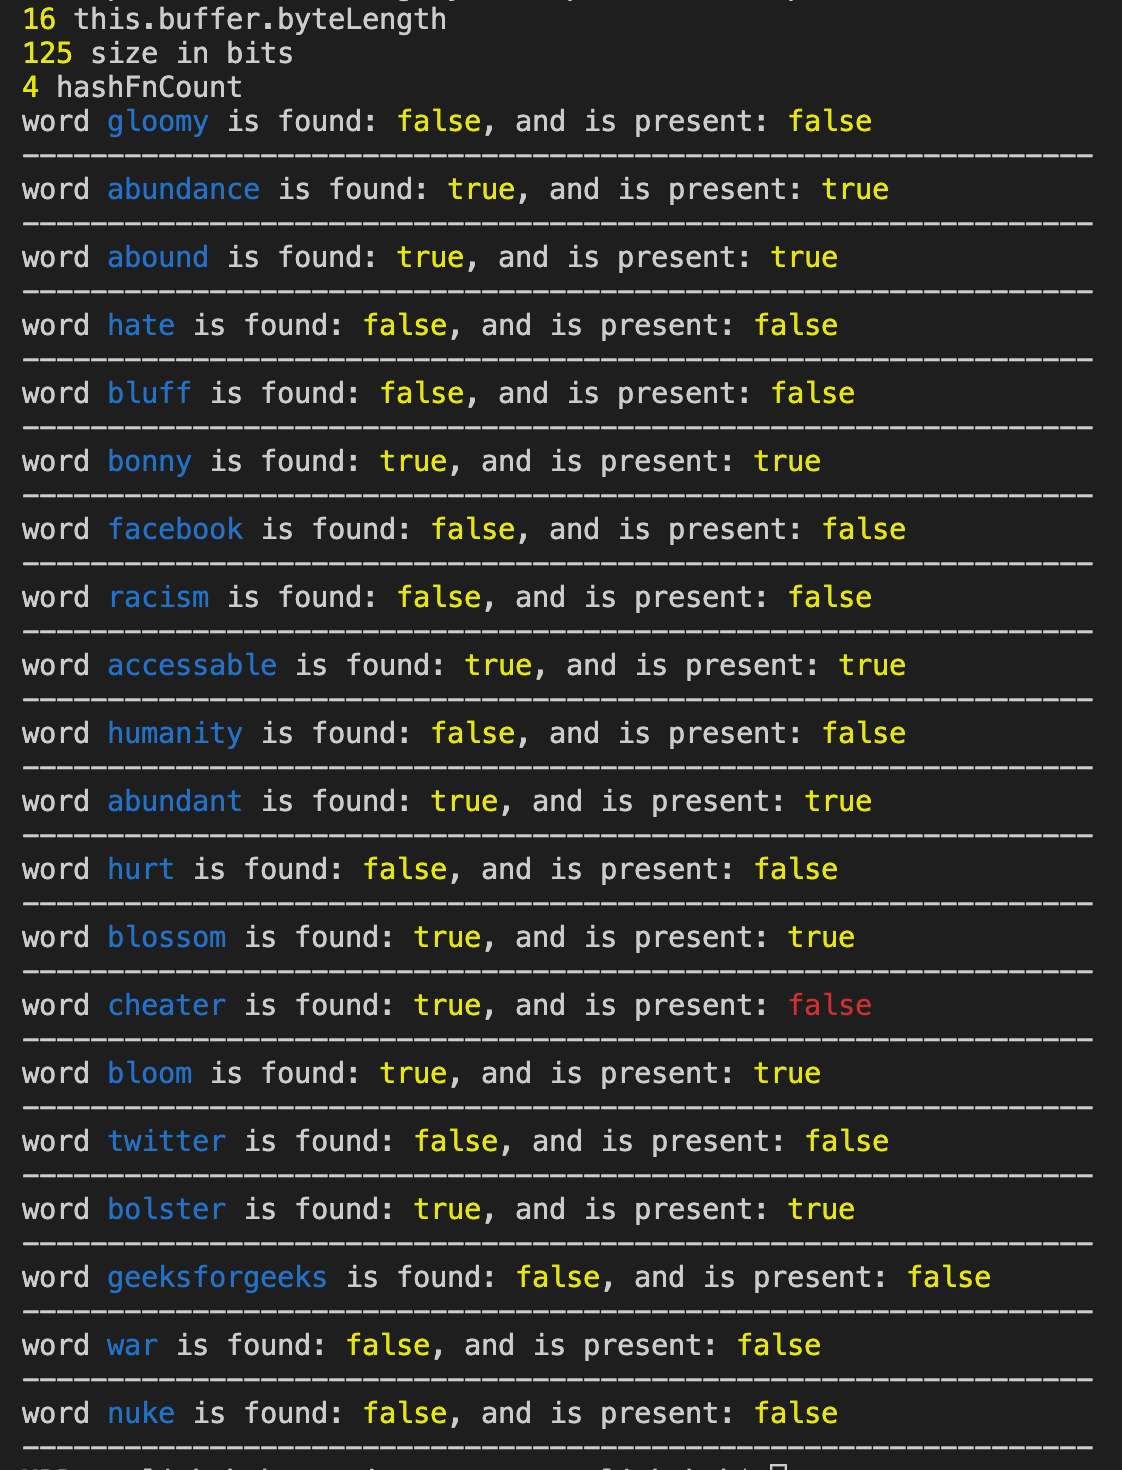 16 this.buffer.byteLength
125 size in bits
4 hashFnCount
word gloomy is found: false, and is present: false
---------------------------------------------------------------
word abundance is found: true, and is present: true
---------------------------------------------------------------
word abound is found: true, and is present: true
---------------------------------------------------------------
word hate is found: false, and is present: false
---------------------------------------------------------------
word bluff is found: false, and is present: false
---------------------------------------------------------------
word bonny is found: true, and is present: true
---------------------------------------------------------------
word facebook is found: false, and is present: false
---------------------------------------------------------------
word racism is found: false, and is present: false
---------------------------------------------------------------
word accessable is found: true, and is present: true
---------------------------------------------------------------
word humanity is found: false, and is present: false
---------------------------------------------------------------
word abundant is found: true, and is present: true
---------------------------------------------------------------
word hurt is found: false, and is present: false
---------------------------------------------------------------
word blossom is found: true, and is present: true
---------------------------------------------------------------
word cheater is found: true, and is present: false
---------------------------------------------------------------
word bloom is found: true, and is present: true
---------------------------------------------------------------
word twitter is found: false, and is present: false
---------------------------------------------------------------
word bolster is found: true, and is present: true
---------------------------------------------------------------
word geeksforgeeks is found: false, and is present: false
---------------------------------------------------------------
word war is found: false, and is present: false
---------------------------------------------------------------
word nuke is found: false, and is present: false
---------------------------------------------------------------